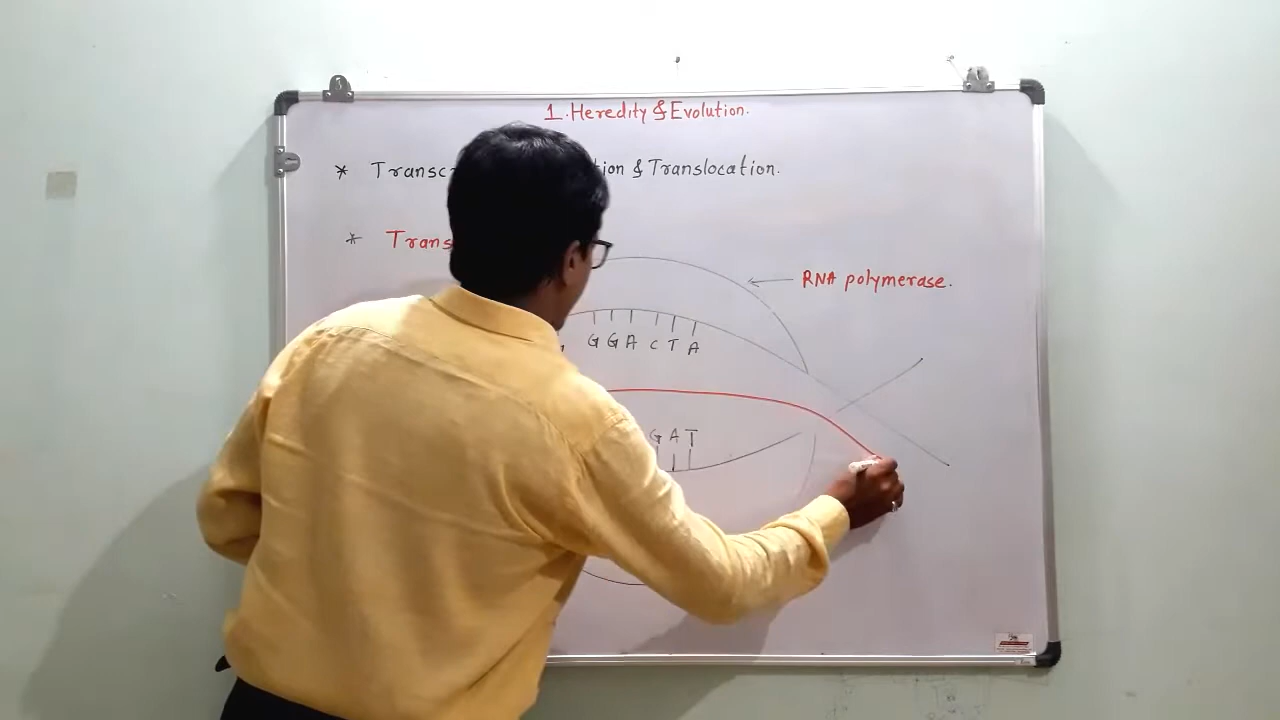 1. Heredity & Evolution.
* Transc tion & Translocation.
* Trans
RNA polymerase.
G G A C T A
G A T